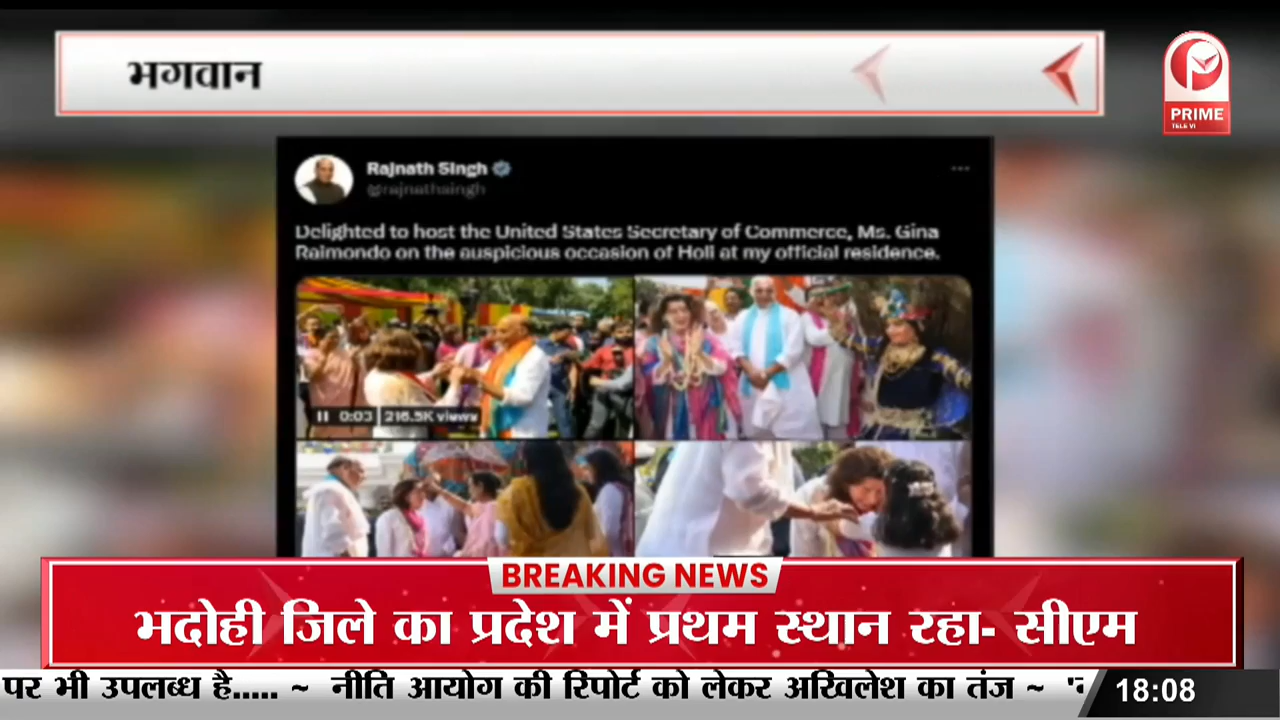 भगवान
PRIME
TELE VI
Rajnath Singh
@rajnathsingh
Delighted to host the United States Secretary of Commerce, Ms. Gina
Raimondo on the auspicious occasion of Holi at my official residence.
0:03 216.5K views
BREAKING NEWS
भदोही जिले का प्रदेश में प्रथम स्थान रहा- सीएम
पर भी उपलब्ध है..... ~ नीति आयोग की रिपोर्ट को लेकर अखिलेश का तंज ~
18:08